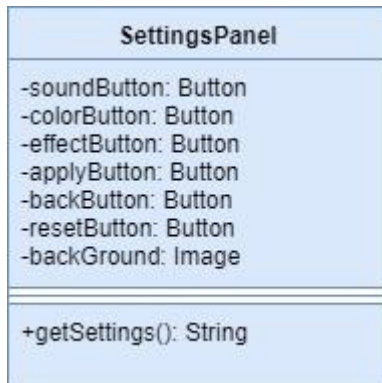 SettingsPanel
-soundButton: Button
-colorButton: Button
-effectButton: Button
-applyButton: Button
-backButton: Button
-resetButton: Button
-backGround: Image
+getSettings(): String